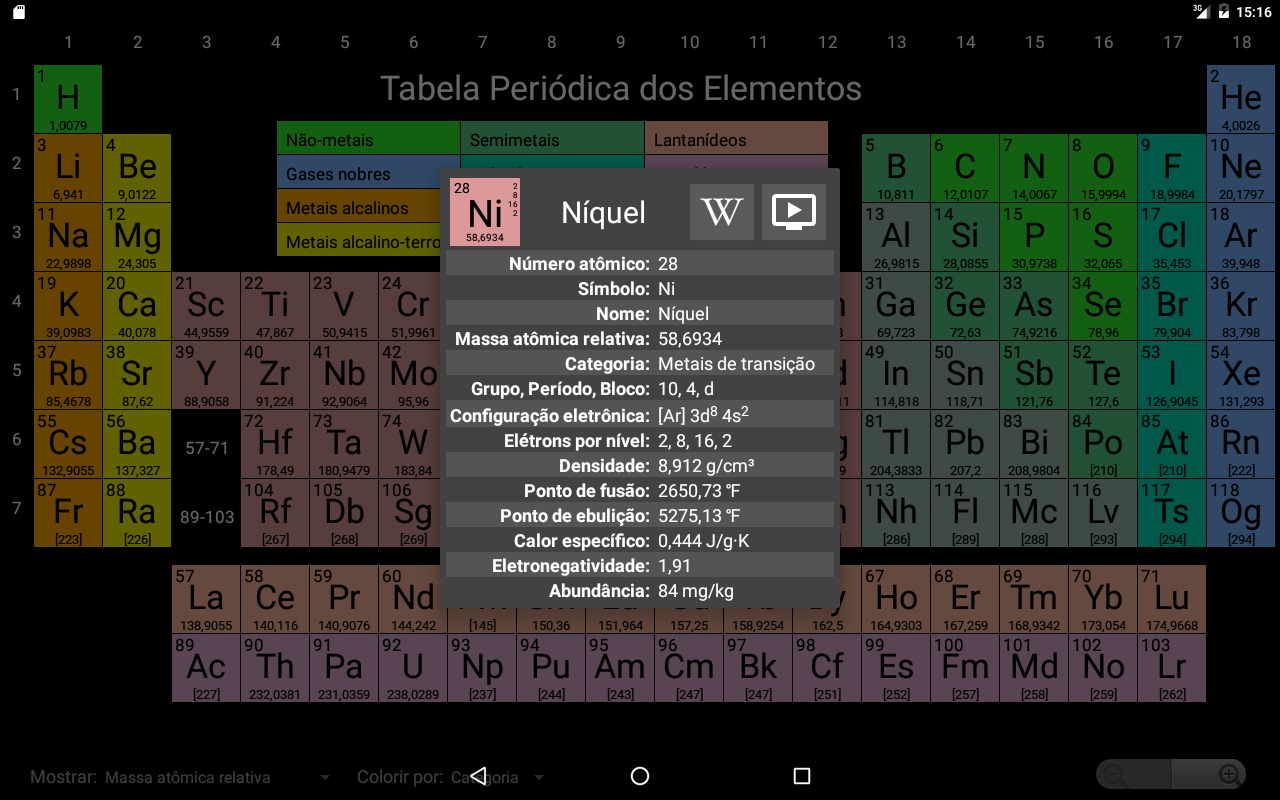 3G 15:16
1 2 3 4 5 6 7 8 9 10 11 12 13 14 15 16 17 18
Tabela Periódica dos Elementos
1
1 H 1,0079
2 He 4,0026
Não-metais Semimetais Lantanídeos
Gases nobres
Metais alcalinos
Metais alcalino-terro
2
3 Li 6,941
4 Be 9,0122
5 B 10,811
6 C 12,0107
7 N 14,0067
8 O 15,9994
9 F 18,9984
10 Ne 20,1797
3
11 Na 22,9898
12 Mg 24,305
13 Al 26,9815
14 Si 28,0855
15 P 30,9738
16 S 32,065
17 Cl 35,453
18 Ar 39,948
4
19 K 39,0983
20 Ca 40,078
21 Sc 44,9559
22 Ti 47,867
23 V 50,9415
24 Cr 51,9961
31 Ga 69,723
32 Ge 72,63
33 As 74,9216
34 Se 78,96
35 Br 79,904
36 Kr 83,798
5
37 Rb 85,4678
38 Sr 87,62
39 Y 88,9058
40 Zr 91,224
41 Nb 92,9064
42 Mo 95,96
49 In 114,818
50 Sn 118,71
51 Sb 121,76
52 Te 127,6
53 I 126,9045
54 Xe 131,293
6
55 Cs 132,9055
56 Ba 137,327
57-71
72 Hf 178,49
73 Ta 180,9479
74 W 183,84
81 Tl 204,3833
82 Pb 207,2
83 Bi 208,9804
84 Po [210]
85 At [210]
86 Rn [222]
7
87 Fr [223]
88 Ra [226]
89-103
104 Rf [267]
105 Db [268]
106 Sg [269]
113 Nh [286]
114 Fl [289]
115 Mc [288]
116 Lv [293]
117 Ts [294]
118 Og [294]
28 Ni 58,6934
2
8
16
2
Níquel W
Número atômico: 28
Símbolo: Ni
Nome: Níquel
Massa atômica relativa: 58,6934
Categoria: Metais de transição
Grupo, Período, Bloco: 10, 4, d
Configuração eletrônica: [Ar] 3d⁸ 4s²
Elétrons por nível: 2, 8, 16, 2
Densidade: 8,912 g/cm³
Ponto de fusão: 2650,73 °F
Ponto de ebulição: 5275,13 °F
Calor específico: 0,444 J/g·K
Eletronegatividade: 1,91
Abundância: 84 mg/kg
57 La 138,9055
58 Ce 140,116
59 Pr 140,9076
60 Nd 144,242
[145]
150,36
151,964
157,25
158,9254
162,5
67 Ho 164,9303
68 Er 167,259
69 Tm 168,9342
70 Yb 173,054
71 Lu 174,9668
89 Ac [227]
90 Th 232,0381
91 Pa 231,0359
92 U 238,0289
93 Np [237]
94 Pu [244]
95 Am [243]
96 Cm [247]
97 Bk [247]
98 Cf [251]
99 Es [252]
100 Fm [257]
101 Md [258]
102 No [259]
103 Lr [262]
Mostrar: Massa atômica relativa Colorir por: Categoria